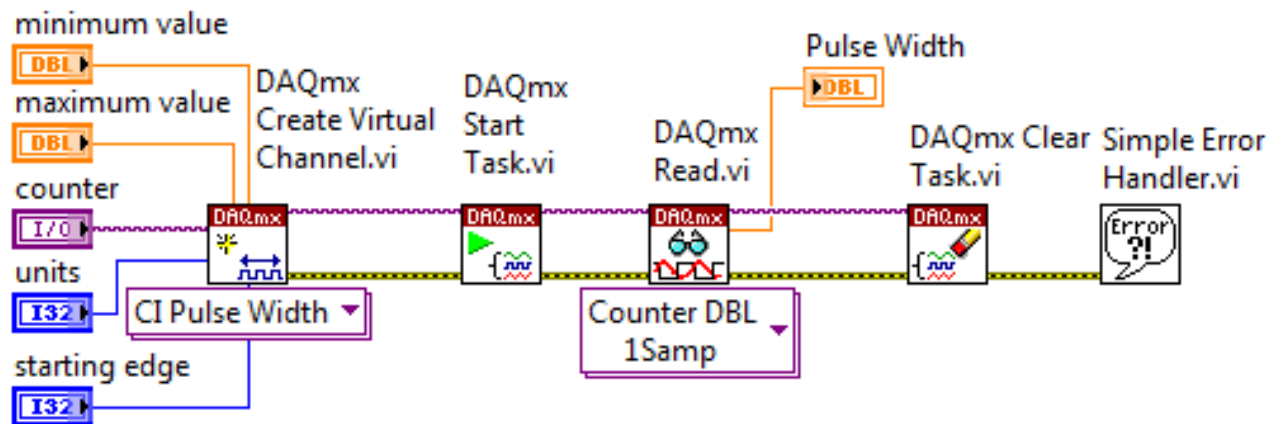 minimum value
DBL
maximum value
DBL
counter
I/O
units
I32
starting edge
I32
DAQmx
Create Virtual
Channel.vi
DAQmx
CI Pulse Width
DAQmx
Start
Task.vi
DAQmx
DAQmx
Read.vi
DAQmx
Counter DBL
1Samp
Pulse Width
DBL
DAQmx Clear
Task.vi
DAQmx
Simple Error
Handler.vi
Error
?!